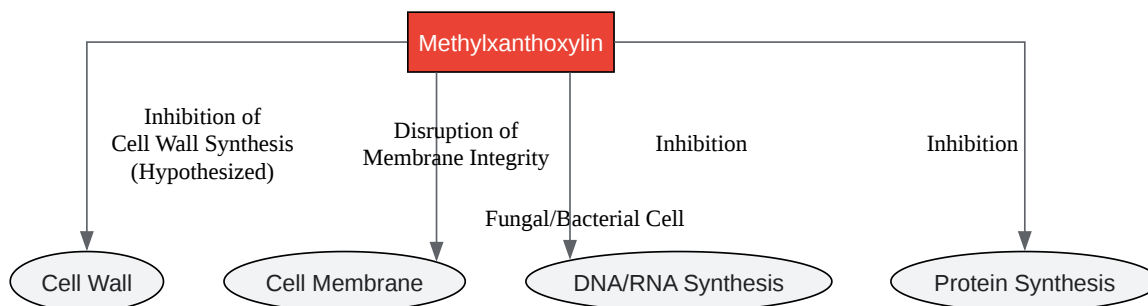 Methylxanthoxylin
Inhibition of
Cell Wall Synthesis
(Hypothesized)
Disruption of
Membrane Integrity
Inhibition
Inhibition
Fungal/Bacterial Cell
Cell Wall
Cell Membrane
DNA/RNA Synthesis
Protein Synthesis